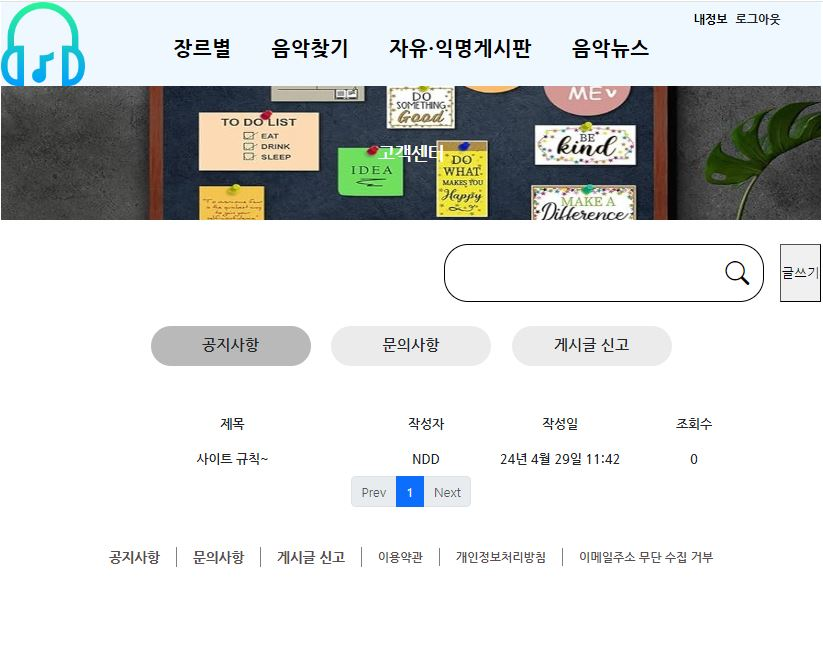 내정보 로그아웃
장르별 음악찾기 자유·익명게시판 음악뉴스
DO
SOMETHING
Good
ME
TO DO LIST
EAT
DRINK
SLEEP
고객센터
IDEA
DO
WHAT
MAKES YOU
Happy
BE
kind
MAKE A
Difference
글쓰기
공지사항 문의사항 게시글 신고
제목 작성자 작성일 조회수
사이트 규칙~ NDD 24년 4월 29일 11:42 0
Prev 1 Next
공지사항 문의사항 게시글 신고 이용약관 개인정보처리방침 이메일주소 무단 수집 거부